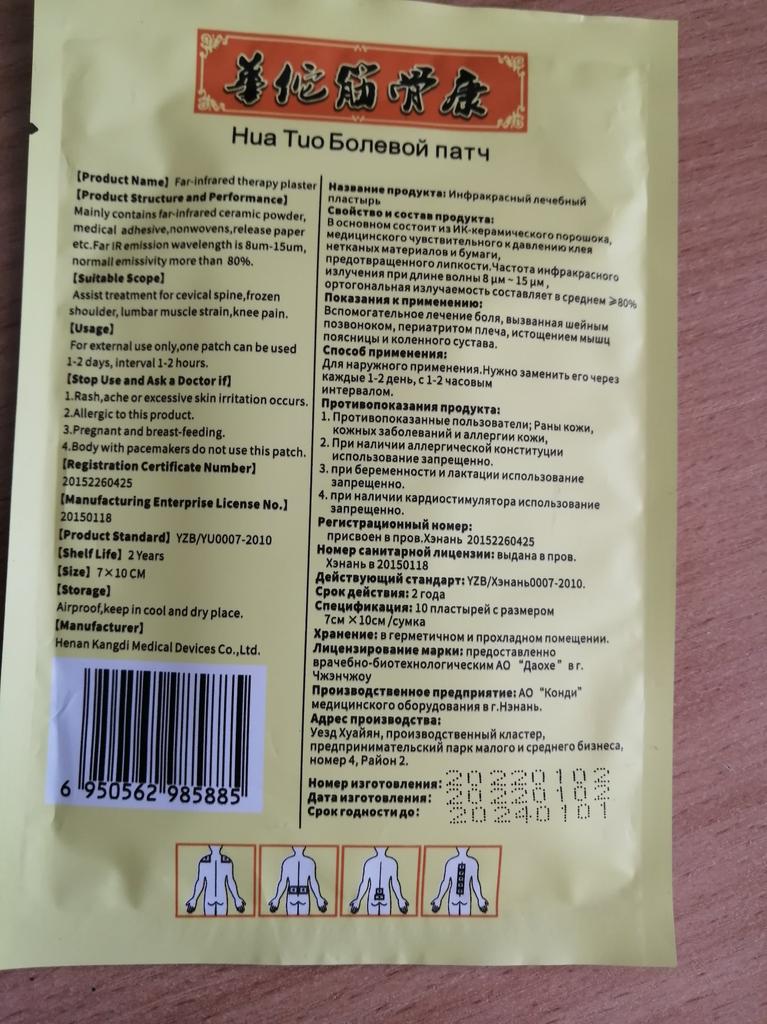 華佗筋骨康
Hua Tuo Болевой патч
【Product Name】 Far-infrared therapy plaster
【Product Structure and Performance】
Mainly contains far-infrared ceramic powder,
medical adhesive,nonwovens,release paper
etc.Far IR emission wavelength is 8um-15um,
normall emissivity more than 80%.
【Suitable Scope】
Assist treatment for cevical spine,frozen
shoulder, lumbar muscle strain,knee pain.
【Usage】
For external use only,one patch can be used
1-2 days, interval 1-2 hours.
【Stop Use and Ask a Doctor if】
1.Rash,ache or excessive skin irritation occurs.
2.Allergic to this product.
3.Pregnant and breast-feeding.
4.Body with pacemakers do not use this patch.
【Registration Certificate Number】
20152260425
【Manufacturing Enterprise License No.】
20150118
【Product Standard】 YZB/YU0007-2010
【Shelf Life】 2 Years
【Size】 7×10 CM
【Storage】
Airproof,keep in cool and dry place.
【Manufacturer】
Henan Kangdi Medical Devices Co.,Ltd.
6 950562 985885
Название продукта: Инфракрасный лечебный
пластырь
Свойство и состав продукта:
В основном состоит из ИК-керамического порошока,
медицинского чувствительного к давлению клея
нетканых материалов и бумаги,
предотвращенного липкости.Частота инфракрасного
излучения при длине волны 8 μм ~ 15 μм ,
ортогональная излучаемость составляет в среднем ≥80%
Показания к применению:
Вспомогательное лечение боля, вызванная шейным
позвоноком, периатритом плеча, истощением мышц
поясницы и коленного сустава.
Способ применения:
Для наружного применения.Нужно заменить его через
каждые 1-2 день, с 1-2 часовым
интервалом.
Противопоказания продукта:
1. Противопоказанные пользователи; Раны кожи,
кожных заболеваний и аллергии кожи,
2. При наличии аллергической конституции
использование запрещено.
3. при беременности и лактации использование
запрещено.
4. при наличии кардиостимулятора использование
запрещено.
Регистрационный номер:
присвоен в пров.Хэнань 20152260425
Номер санитарной лицензии: выдана в пров.
Хэнань в 20150118
Действующий стандарт: YZB/Хэнань0007-2010.
Срок действия: 2 года
Спецификация: 10 пластырей с размером
7см ×10см /сумка
Хранение: в герметичном и прохладном помещении.
Лицензирование марки: предоставленно
врачебно-биотехнологическим АО “Даохе” в г.
Чжэнчжоу
Производственное предприятие: АО “Конди”
медицинского оборудования в г.Нэнань.
Адрес производства:
Уезд Хуайян, производственный кластер,
предпринимательский парк малого и среднего бизнеса,
номер 4, Район 2.
Номер изготовления: 20220102
Дата изготовления: 20220102
Срок годности до: 20240101